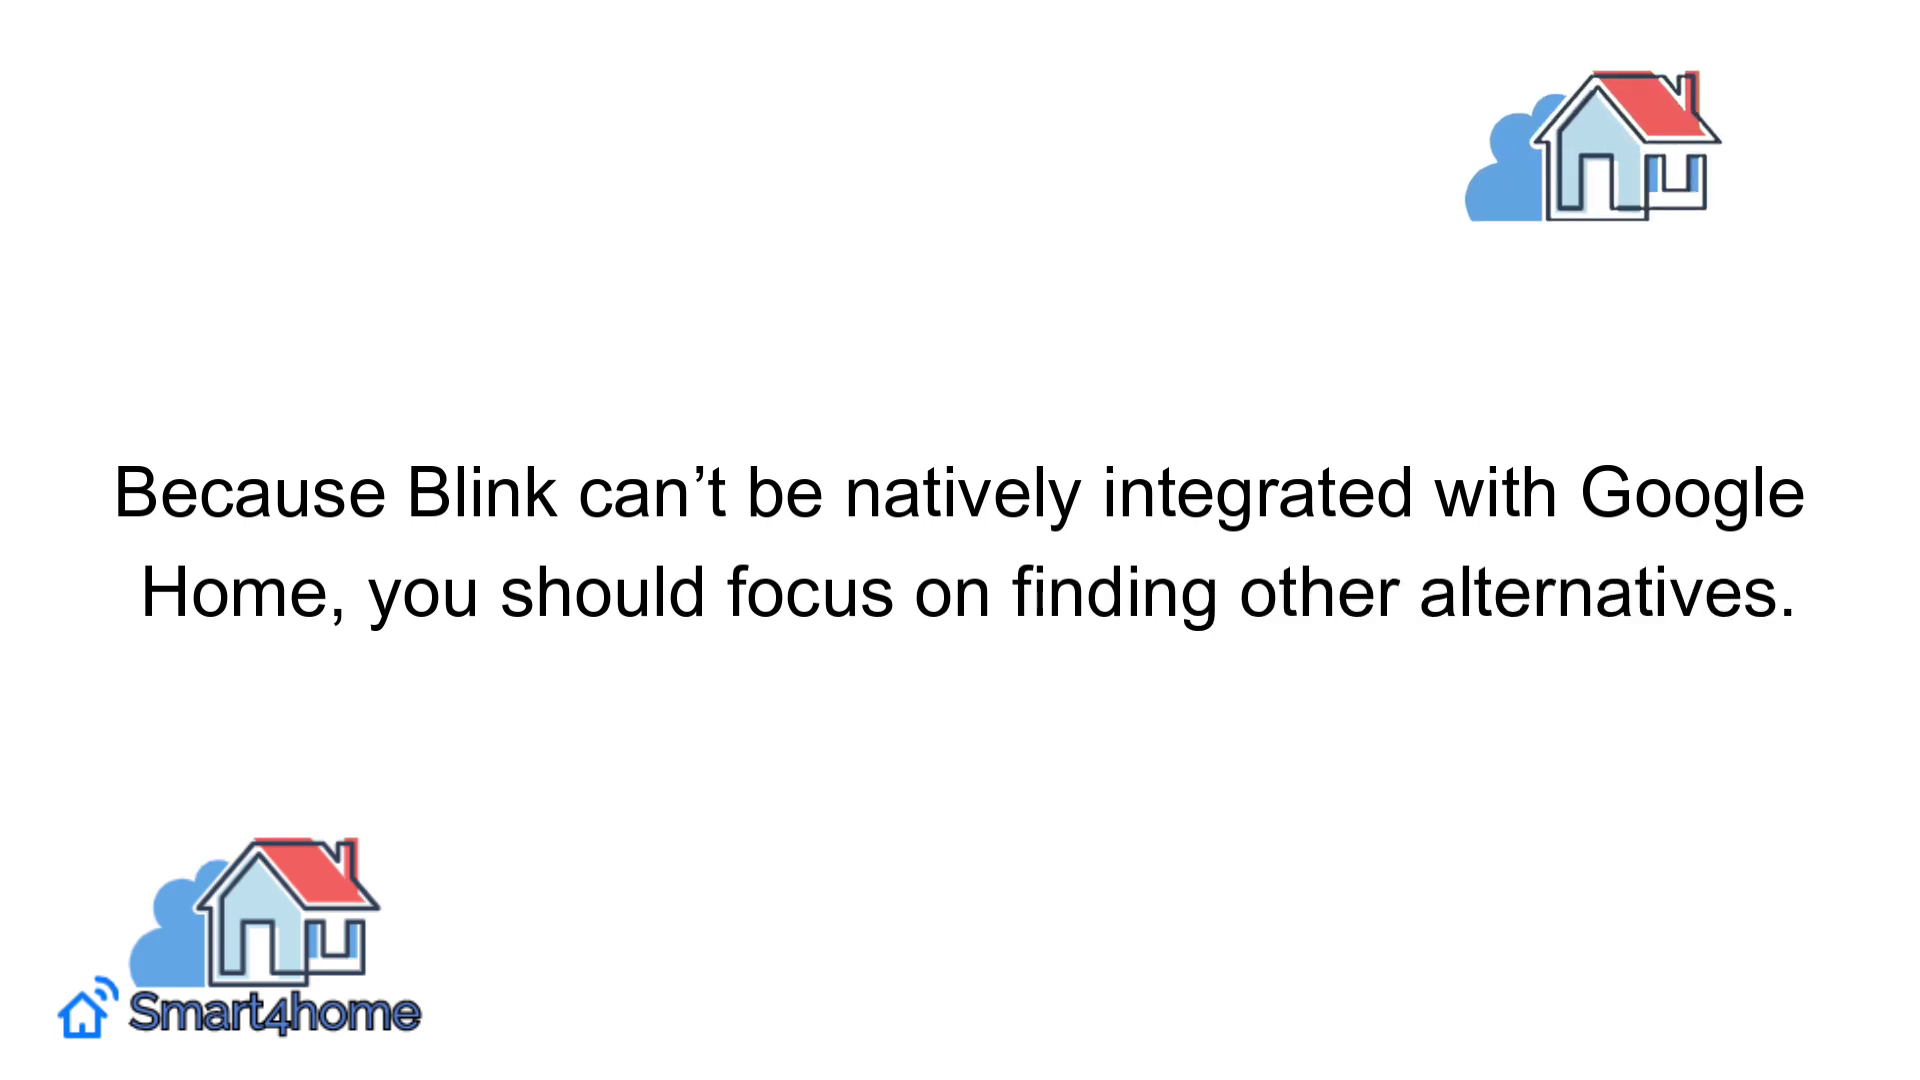 Because Blink can’t be natively integrated with Google
Home, you should focus on finding other alternatives.
Smart4home